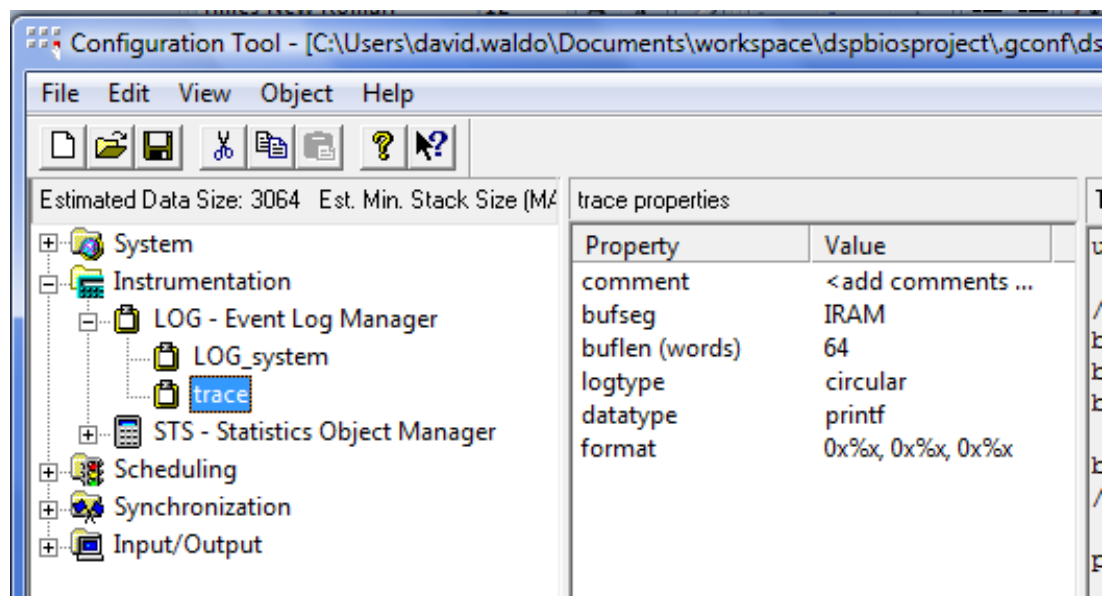 Configuration Tool - [C:\Users\david.waldo\Documents\workspace\dspbiosproject\.gconf\ds
File Edit View Object Help
Estimated Data Size: 3064 Est. Min. Stack Size (MA
trace properties
System
Instrumentation
LOG - Event Log Manager
LOG_system
trace
STS - Statistics Object Manager
Scheduling
Synchronization
Input/Output
Property Value
comment <add comments ...
bufseg IRAM
buflen (words) 64
logtype circular
datatype printf
format 0x%x, 0x%x, 0x%x